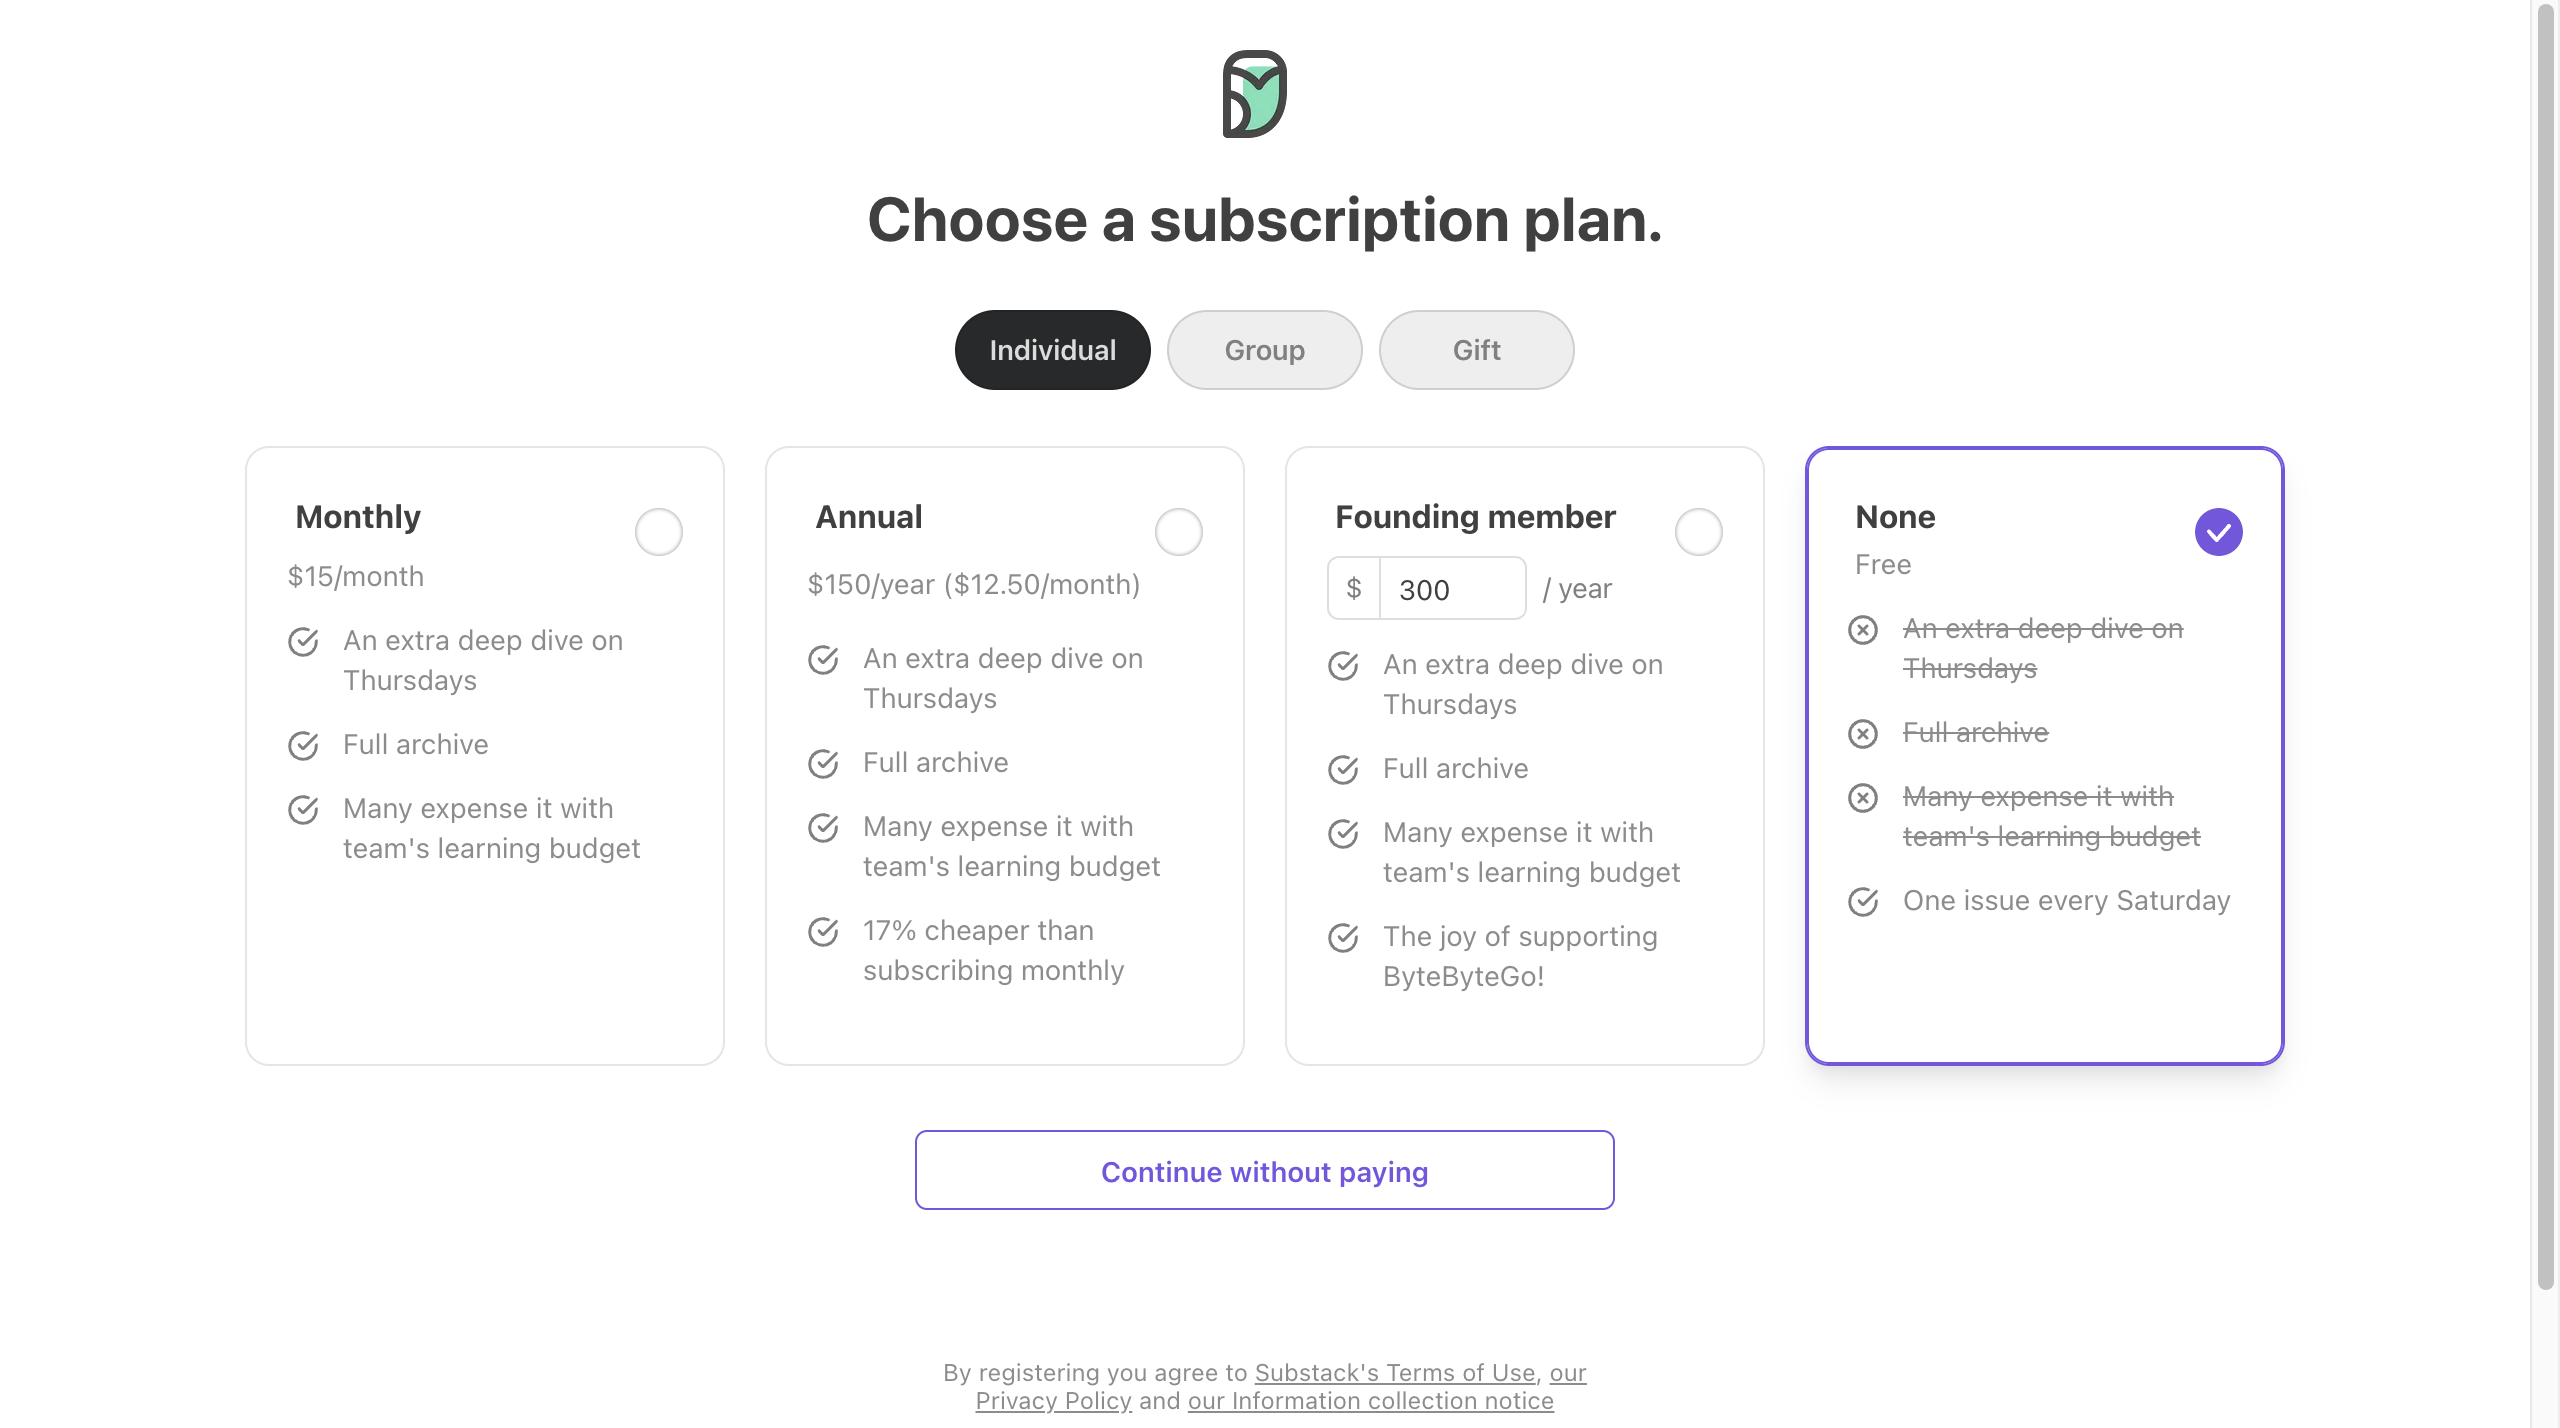 Choose a subscription plan.
Individual
Group
Gift
Monthly
$15/month
An extra deep dive on
Thursdays
Full archive
Many expense it with
team's learning budget
Annual
$150/year ($12.50/month)
An extra deep dive on
Thursdays
Full archive
Many expense it with
team's learning budget
17% cheaper than
subscribing monthly
Founding member
$ 300 / year
An extra deep dive on
Thursdays
Full archive
Many expense it with
team's learning budget
The joy of supporting
ByteByteGo!
None
Free
An extra deep dive on
Thursdays
Full archive
Many expense it with
team's learning budget
One issue every Saturday
Continue without paying
By registering you agree to Substack's Terms of Use, our
Privacy Policy and our Information collection notice